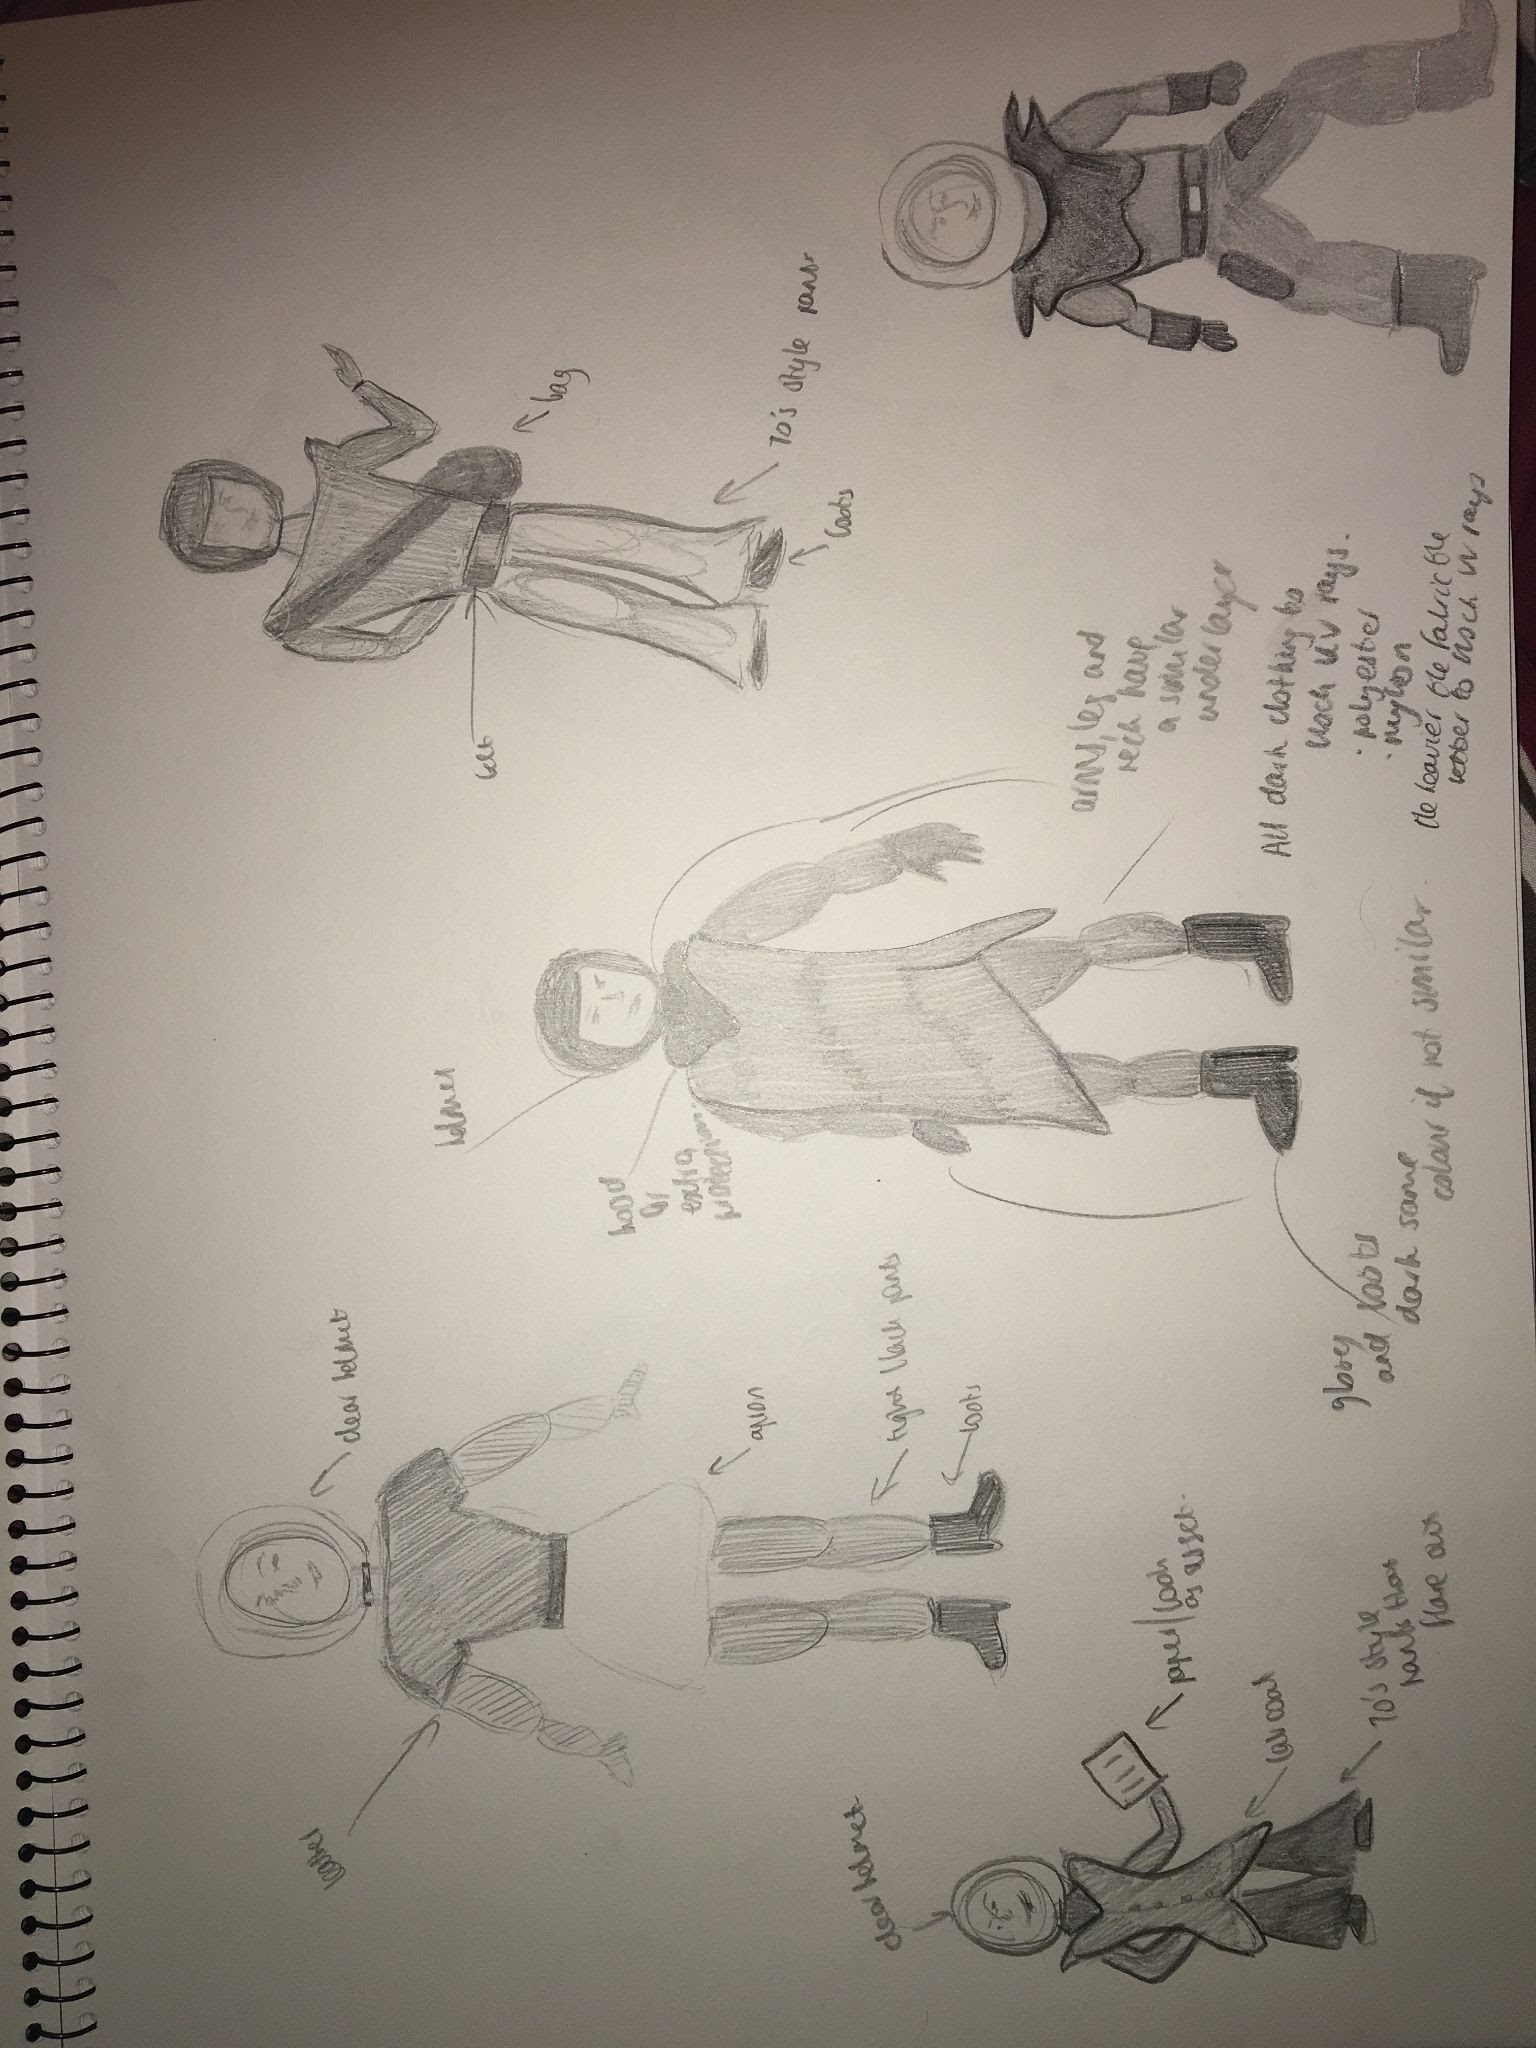 clear helmet
leather
apron
tight black pants
boots
clear helmet
paper/book
as asset.
lab coat
70's style
pants that
flare out
helmet
hood
for
extra
protection.
gloves
and boots
dark same
colour if not similar.
arms, leg and
neck have
a similar
underlayer
All dark clothing to
block UV rays.
• polyester
• nylon
the heavier the fabric the
better to block UV rays
belt
bag
70's style pants
boots